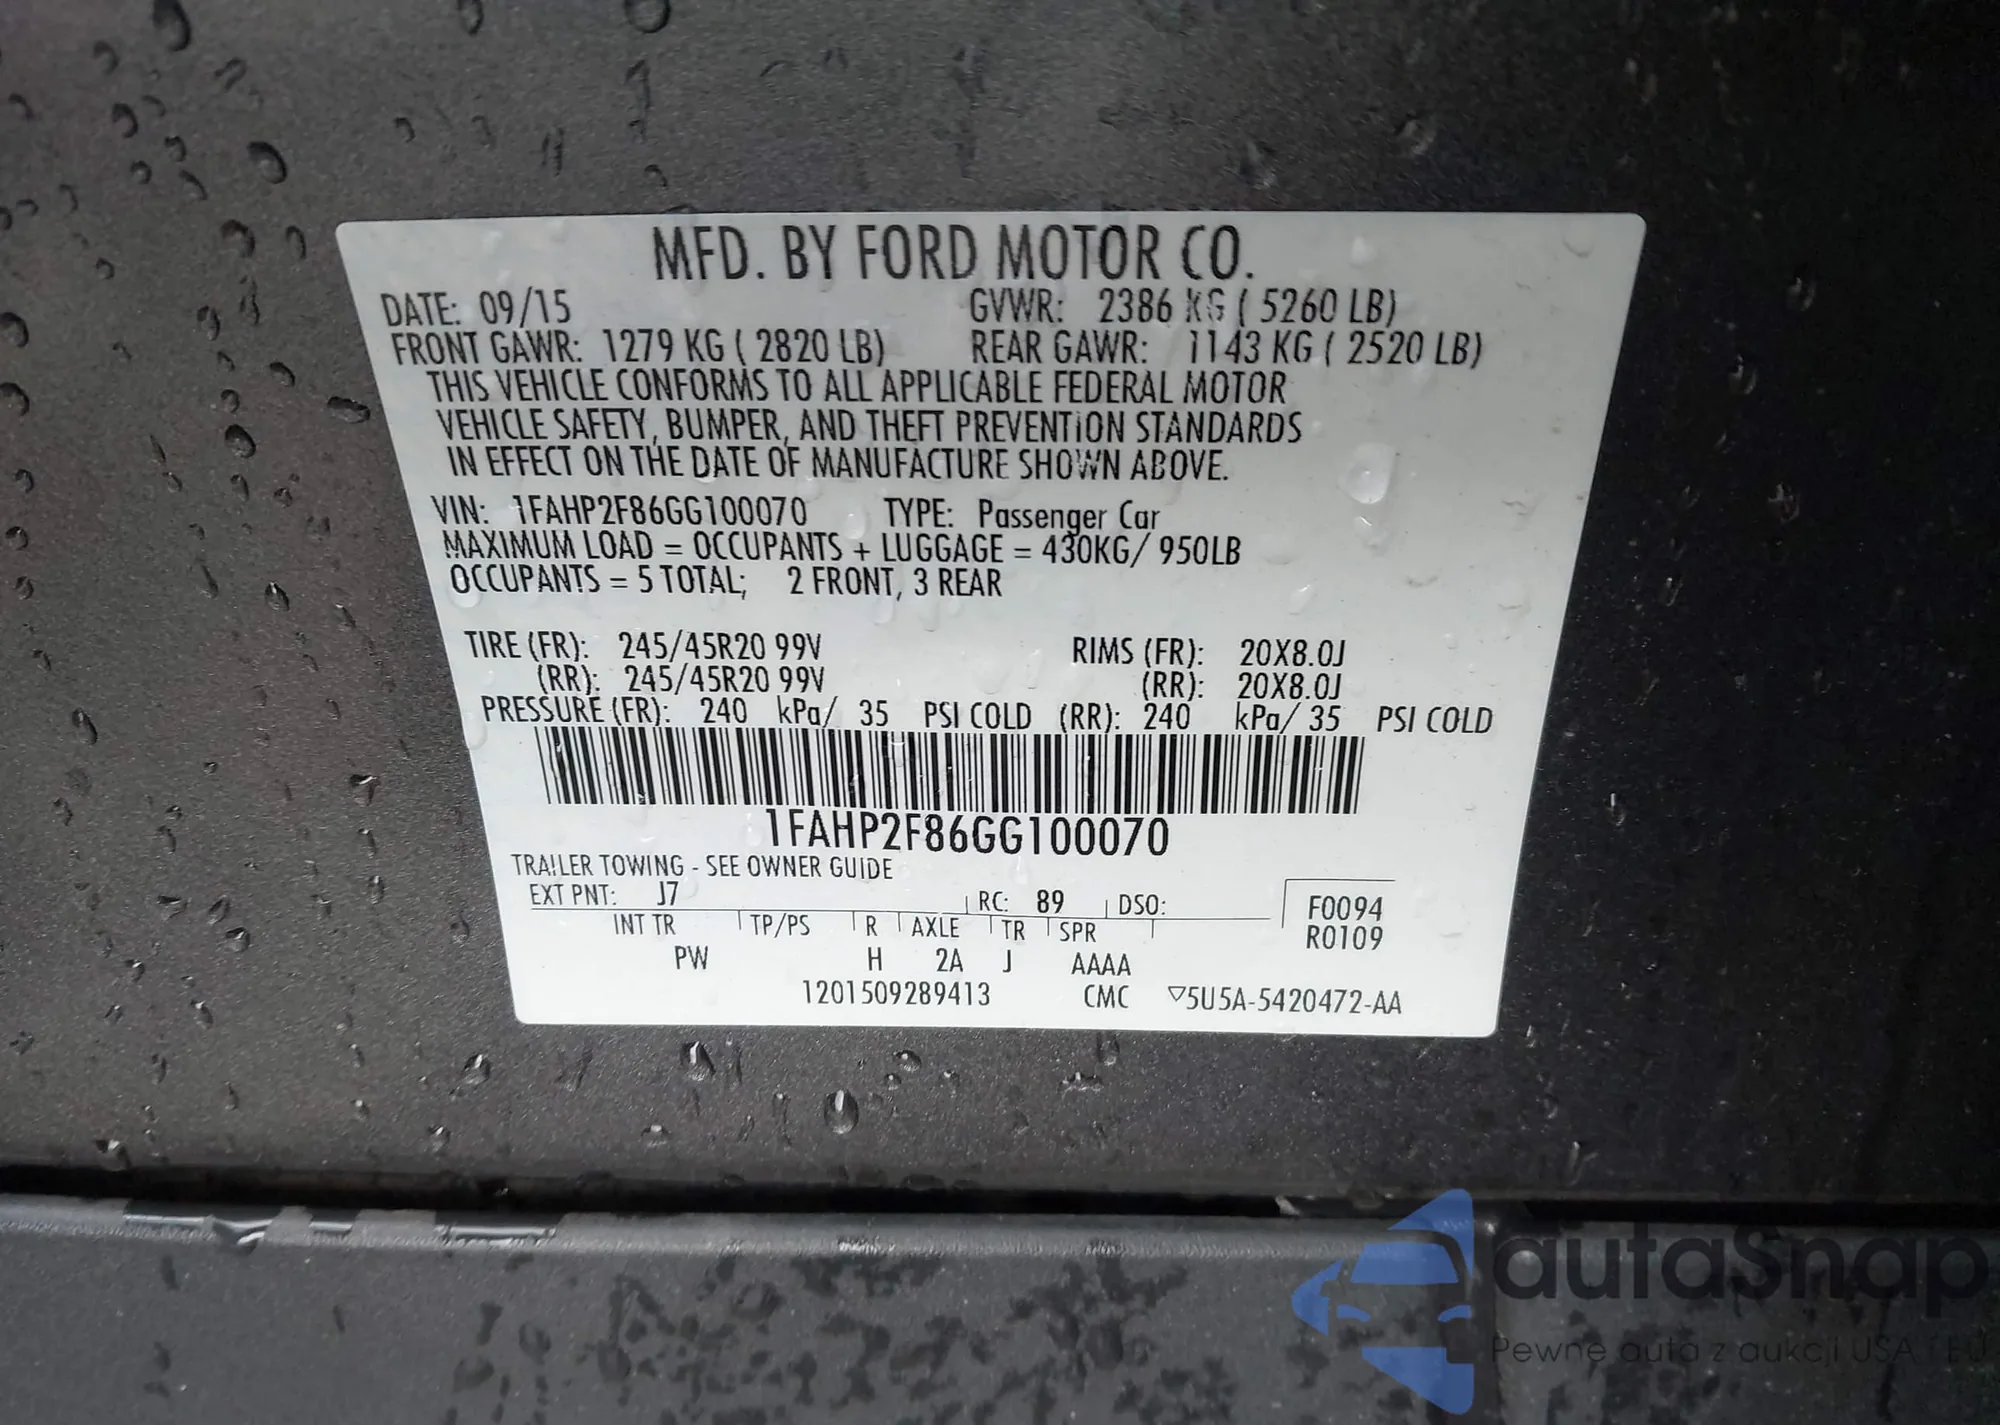 MFD. BY FORD MOTOR CO.
DATE: 09/15 GVWR: 2386 KG ( 5260 LB)
FRONT GAWR: 1279 KG ( 2820 LB) REAR GAWR: 1143 KG ( 2520 LB)
THIS VEHICLE CONFORMS TO ALL APPLICABLE FEDERAL MOTOR
VEHICLE SAFETY, BUMPER, AND THEFT PREVENTION STANDARDS
IN EFFECT ON THE DATE OF MANUFACTURE SHOWN ABOVE.
VIN: 1FAHP2F86GG100070 TYPE: Passenger Car
MAXIMUM LOAD = OCCUPANTS + LUGGAGE = 430KG/ 950LB
OCCUPANTS = 5 TOTAL; 2 FRONT, 3 REAR
TIRE (FR): 245/45R20 99V RIMS (FR): 20X8.0J
(RR): 245/45R20 99V (RR): 20X8.0J
PRESSURE (FR): 240 kPa/ 35 PSI COLD (RR): 240 kPa/ 35 PSI COLD
1FAHP2F86GG100070
TRAILER TOWING - SEE OWNER GUIDE
EXT PNT: J7 RC: 89 DSO: F0094
INT TR TP/PS R AXLE TR SPR R0109
PW H 2A J AAAA
1201509289413 CMC ▽5U5A-5420472-AA
autaSnap
Pewne auta z aukcji USA i EU